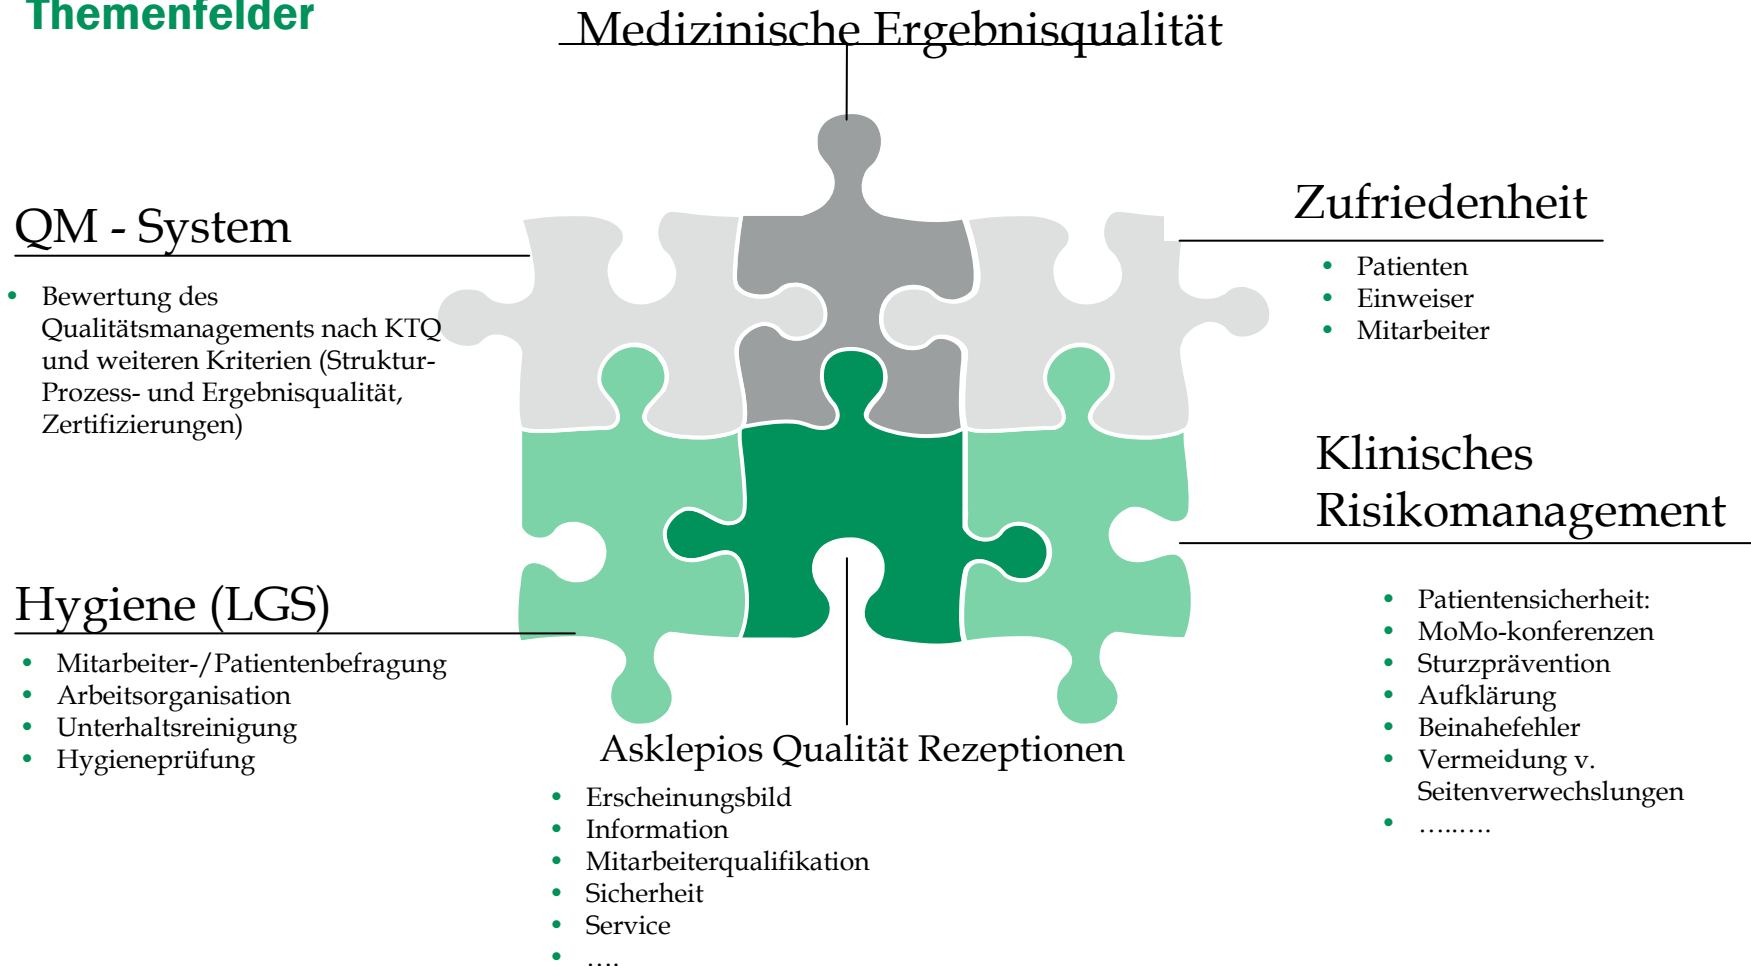 Themenfelder
Medizinische Ergebnisqualität
QM - System
• Bewertung des
Qualitätsmanagements nach KTQ
und weiteren Kriterien (Struktur-
Prozess- und Ergebnisqualität,
Zertifizierungen)
Zufriedenheit
• Patienten
• Einweiser
• Mitarbeiter
Klinisches
Risikomanagement
• Patientensicherheit:
• MoMo-konferenzen
• Sturzprävention
• Aufklärung
• Beinahefehler
• Vermeidung v.
Seitenverwechslungen
• …..….
Hygiene (LGS)
• Mitarbeiter-/Patientenbefragung
• Arbeitsorganisation
• Unterhaltsreinigung
• Hygieneprüfung
Asklepios Qualität Rezeptionen
• Erscheinungsbild
• Information
• Mitarbeiterqualifikation
• Sicherheit
• Service
• ….